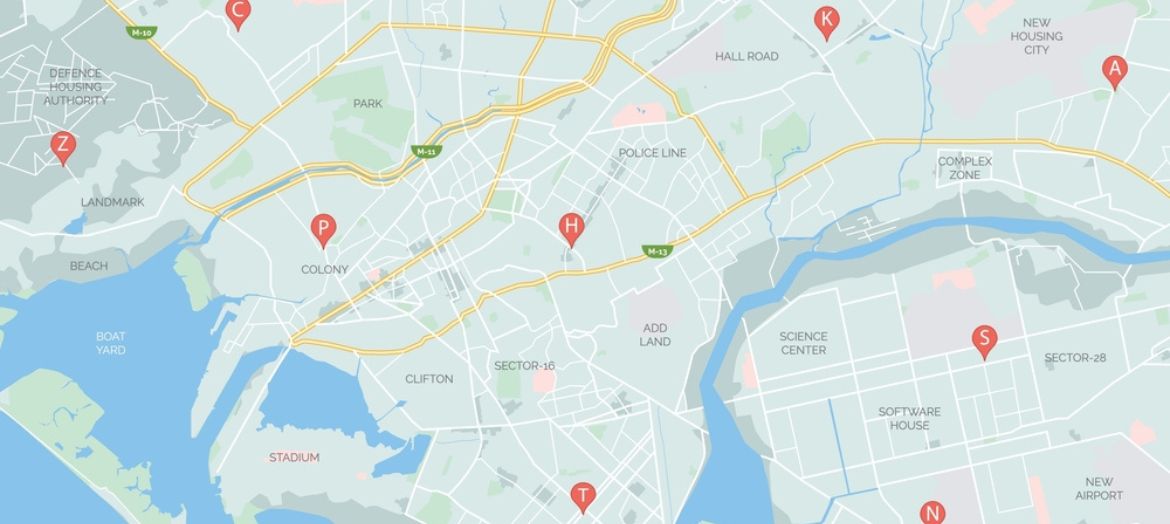 C
K
NEW
HOUSING
CITY
M-10
HALL ROAD
A
DEFENCE
HOUSING
AUTHORITY
PARK
Z
M-11
POLICE LINE
COMPLEX
ZONE
LANDMARK
P
H
M-13
BEACH
COLONY
BOAT
YARD
ADD
LAND
SCIENCE
CENTER
S
SECTOR-28
SECTOR-16
CLIFTON
SOFTWARE
HOUSE
STADIUM
T
NEW
AIRPORT
N